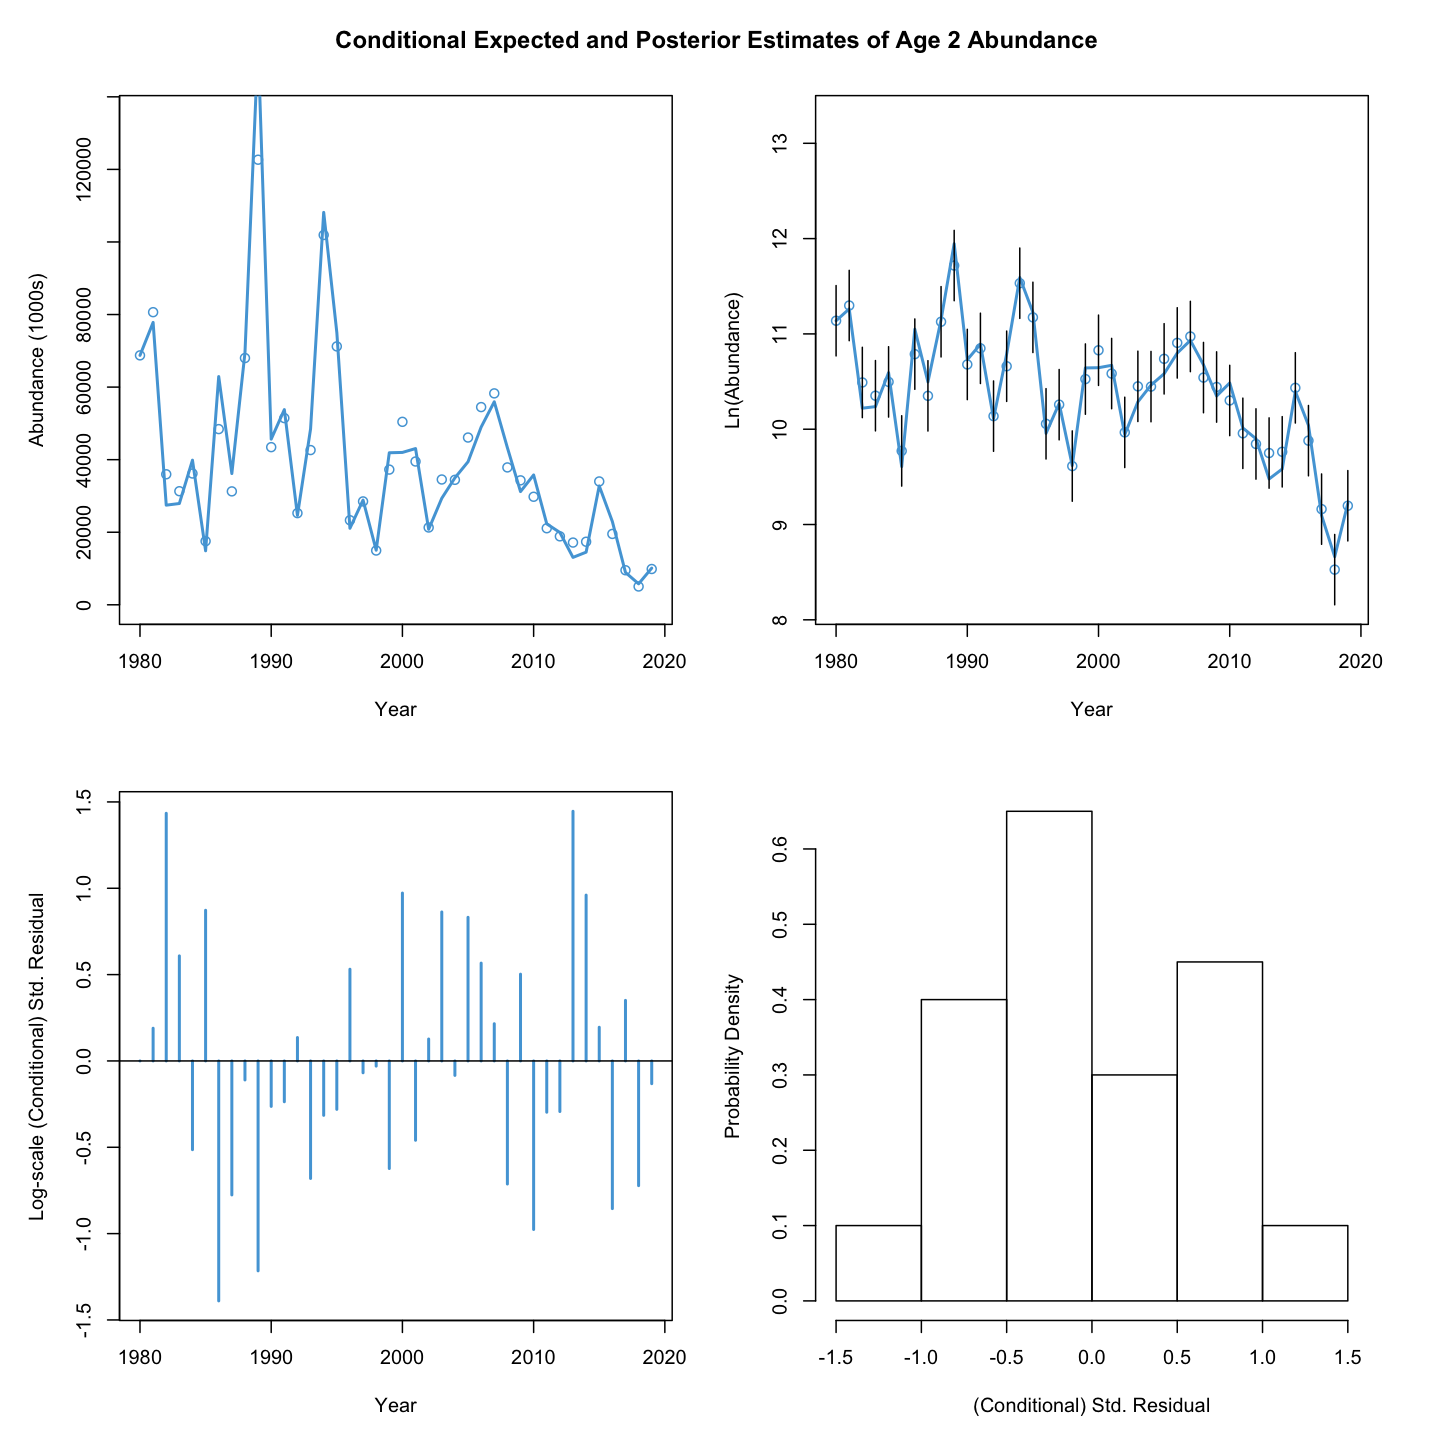 Conditional Expected and Posterior Estimates of Age 2 Abundance
Abundance (1000s)
120000
80000
60000
40000
20000
0
1980 1990 2000 2010 2020
Year
Ln(Abundance)
13
12
11
10
9
8
1980 1990 2000 2010 2020
Year
Log-scale (Conditional) Std. Residual
1.5
1.0
0.5
0.0
-0.5
-1.0
-1.5
1980 1990 2000 2010 2020
Year
Probability Density
0.6
0.5
0.4
0.3
0.2
0.1
0.0
-1.5 -1.0 -0.5 0.0 0.5 1.0 1.5
(Conditional) Std. Residual